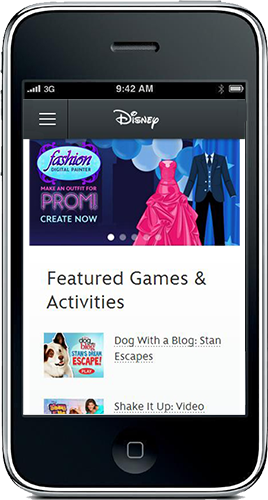 3G 9:42 AM
Disney
fashion
DIGITAL PAINTER
MAKE AN OUTFIT FOR
PROM!
CREATE NOW
Featured Games &
Activities
dog
blog
STAN'S DREAM
ESCAPE!
PLAY
Dog With a Blog: Stan
Escapes
Shake It Up: Video